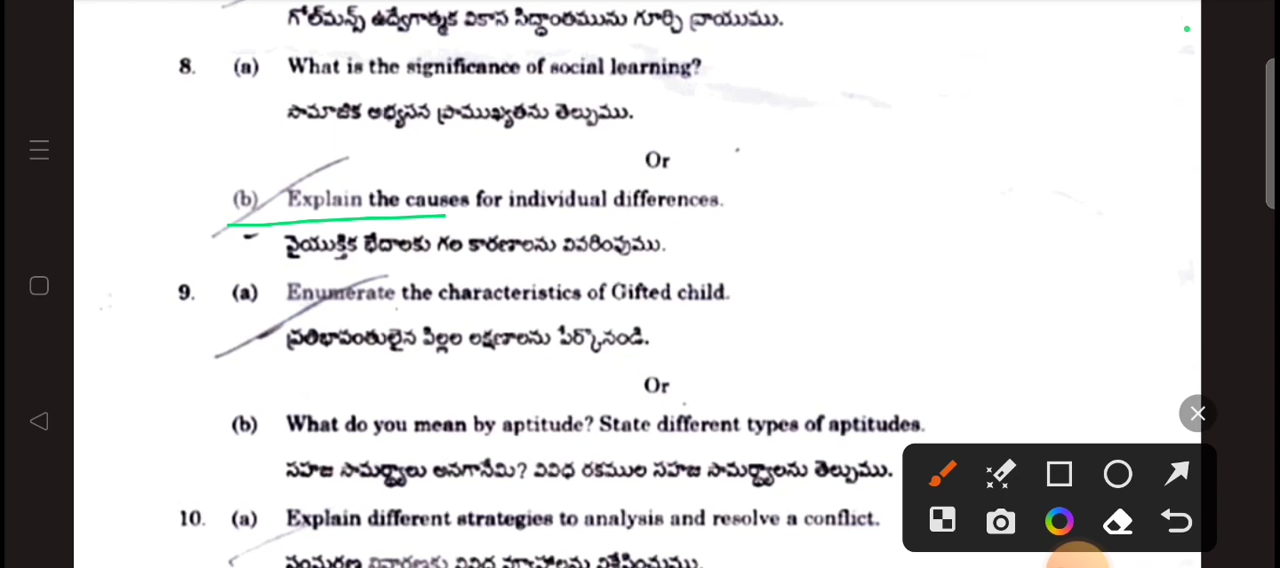 గోల్‌మన్స్ ఉద్వేగాత్మక వికాస సిద్ధాంతమును గూర్చి వ్రాయుము.
8. (a) What is the significance of social learning?
సామాజిక అభ్యసన ప్రాముఖ్యతను తెల్పుము.
Or
(b) Explain the causes for individual differences.
వైయుక్తిక భేదాలకు గల కారణాలను వివరింపుము.
9. (a) Enumerate the characteristics of Gifted child.
ప్రతిభావంతులైన పిల్లల లక్షణాలను పేర్కొనండి.
Or
(b) What do you mean by aptitude? State different types of aptitudes.
సహజ సామర్థ్యాలు అనగానేమి? వివిధ రకముల సహజ సామర్థ్యాలను తెల్పుము.
10. (a) Explain different strategies to analysis and resolve a conflict.